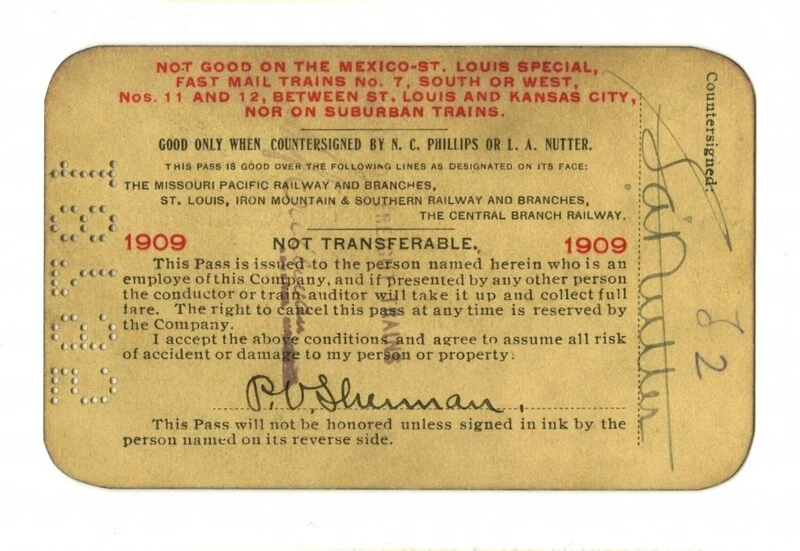 NOT GOOD ON THE MEXICO-ST. LOUIS SPECIAL,
FAST MAIL TRAINS No. 7, SOUTH OR WEST,
Nos. 11 AND 12, BETWEEN ST. LOUIS AND KANSAS CITY,
NOR ON SUBURBAN TRAINS.
GOOD ONLY WHEN COUNTERSIGNED BY N. C. PHILLIPS OR L. A. NUTTER.
THIS PASS IS GOOD OVER THE FOLLOWING LINES AS DESIGNATED ON ITS FACE:
THE MISSOURI PACIFIC RAILWAY AND BRANCHES,
ST. LOUIS, IRON MOUNTAIN & SOUTHERN RAILWAY AND BRANCHES,
THE CENTRAL BRANCH RAILWAY.
1909 NOT TRANSFERABLE. 1909
This Pass is issued to the person named herein who is an
employe of this Company, and if presented by any other person
the conductor or train auditor will take it up and collect full
fare. The right to cancel this pass at any time is reserved by
the Company.
I accept the above conditions and agree to assume all risk
of accident or damage to my person or property:
P. O. Sherman
This Pass will not be honored unless signed in ink by the
person named on its reverse side.
Countersigned:
L A Nutter